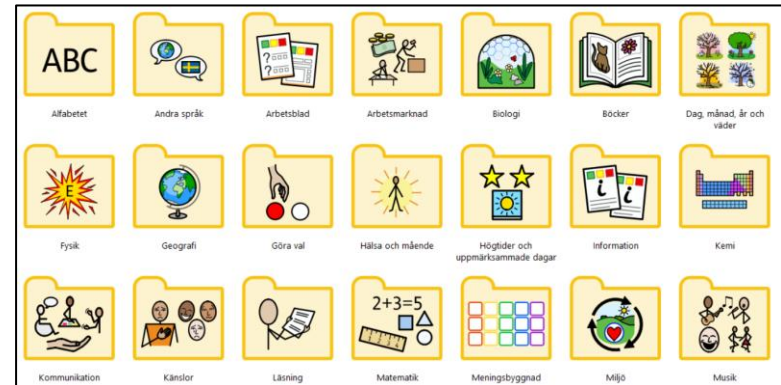 ABC
Alfabetet
Andra språk
Arbetsblad
Arbetsmarknad
Biologi
Böcker
Dag, månad, år och
väder
E
Fysik
Geografi
Göra val
Hälsa och mående
Högtider och
uppmärksammade dagar
i
i
Information
Kemi
2+3=5
Kommunikation
Känslor
Läsning
Matematik
Meningsbyggnad
Miljö
Musik